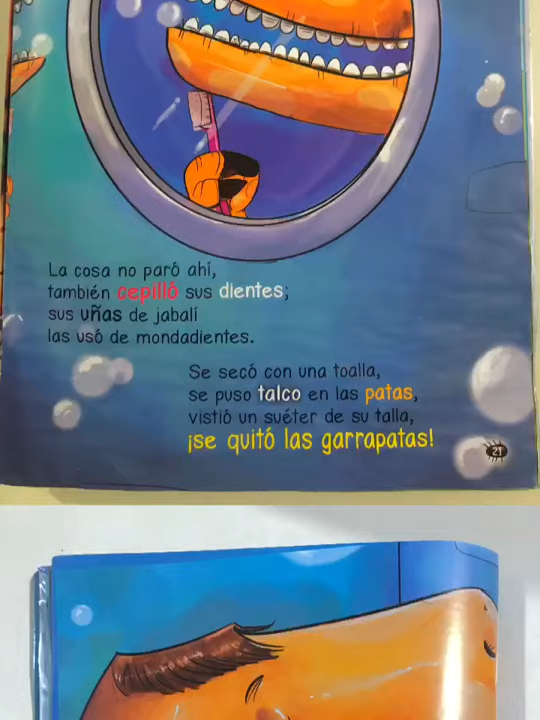 La cosa no paró ahí,
también cepilló sus dientes;
sus uñas de jabalí
las usó de mondadientes.
Se secó con una toalla,
se puso talco en las patas,
vistió un suéter de su talla,
¡se quitó las garrapatas!
21